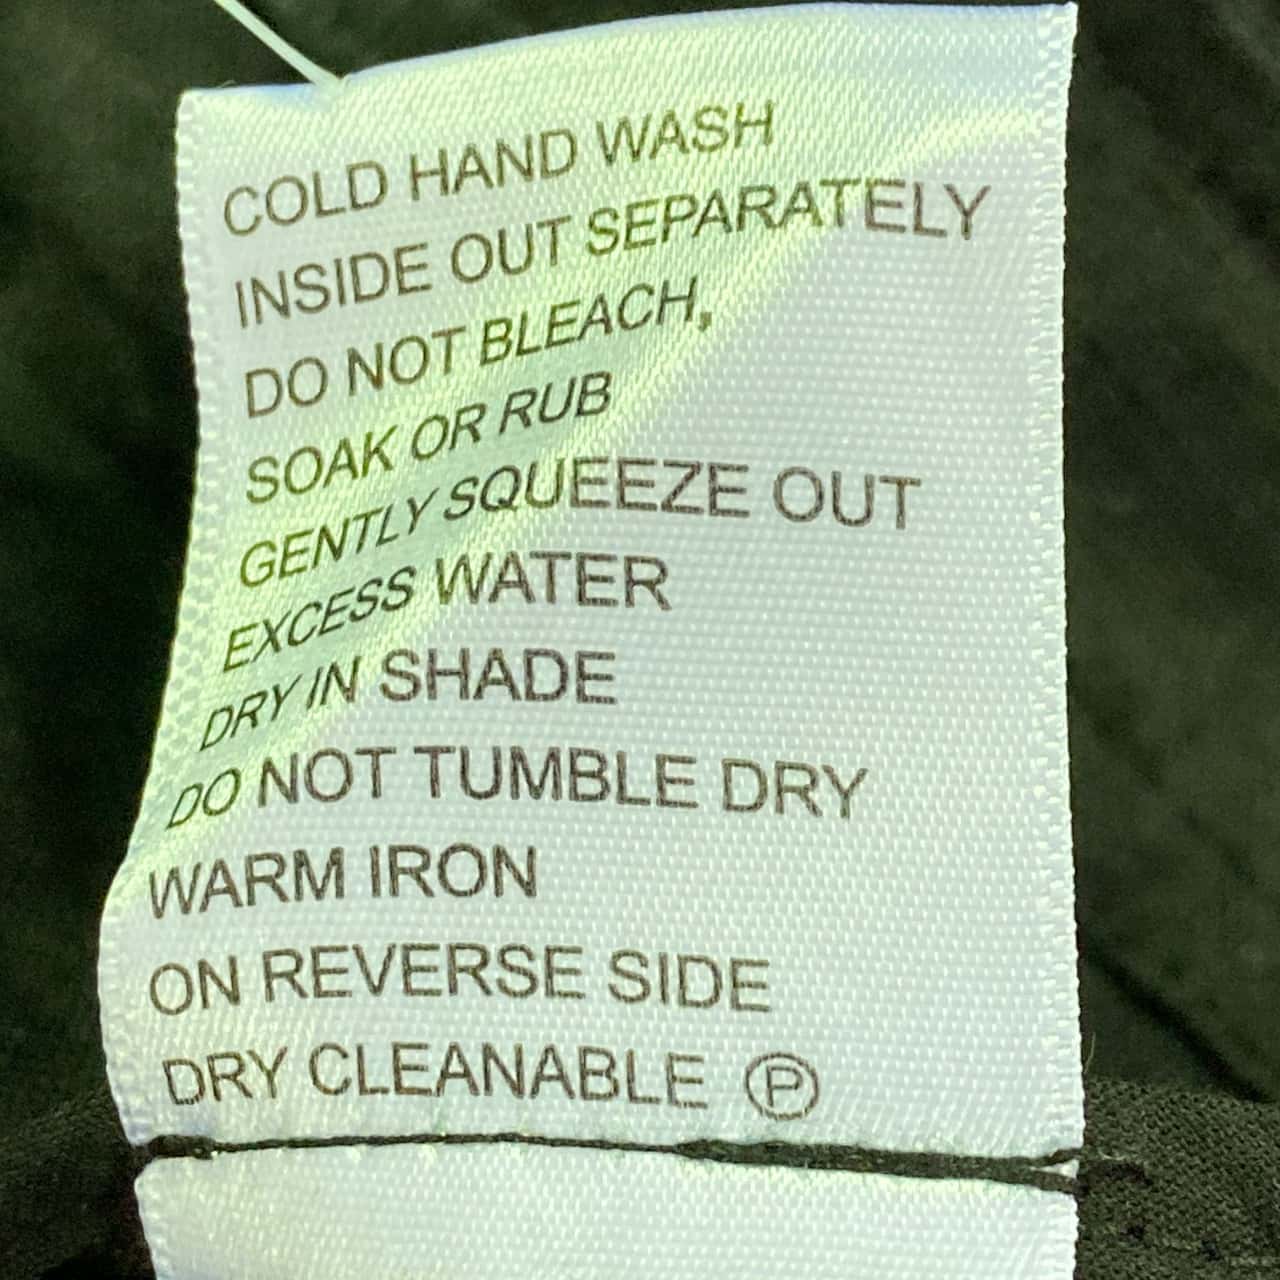 COLD HAND WASH
INSIDE OUT SEPARATELY
DO NOT BLEACH,
SOAK OR RUB
GENTLY SQUEEZE OUT
EXCESS WATER
DRY IN SHADE
DO NOT TUMBLE DRY
WARM IRON
ON REVERSE SIDE
DRY CLEANABLE Ⓟ